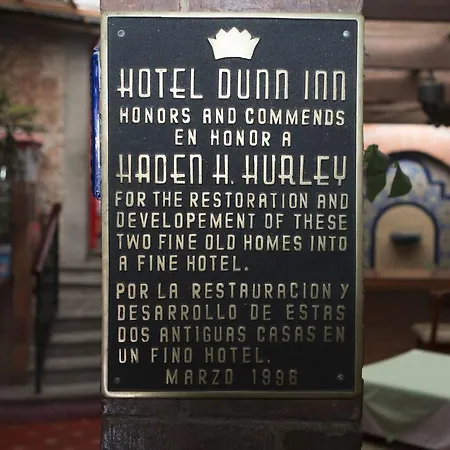 HOTEL DUNN INN
HONORS AND COMMENDS
EN HONOR A
HADEN H. HURLEY
FOR THE RESTORATION AND
DEVELOPEMENT OF THESE
TWO FINE OLD HOMES INTO
A FINE HOTEL.
POR LA RESTAURACION Y
DESARROLLO DE ESTAS
DOS ANTIGUAS CASAS EN
UN FINO HOTEL.
MARZO 1996